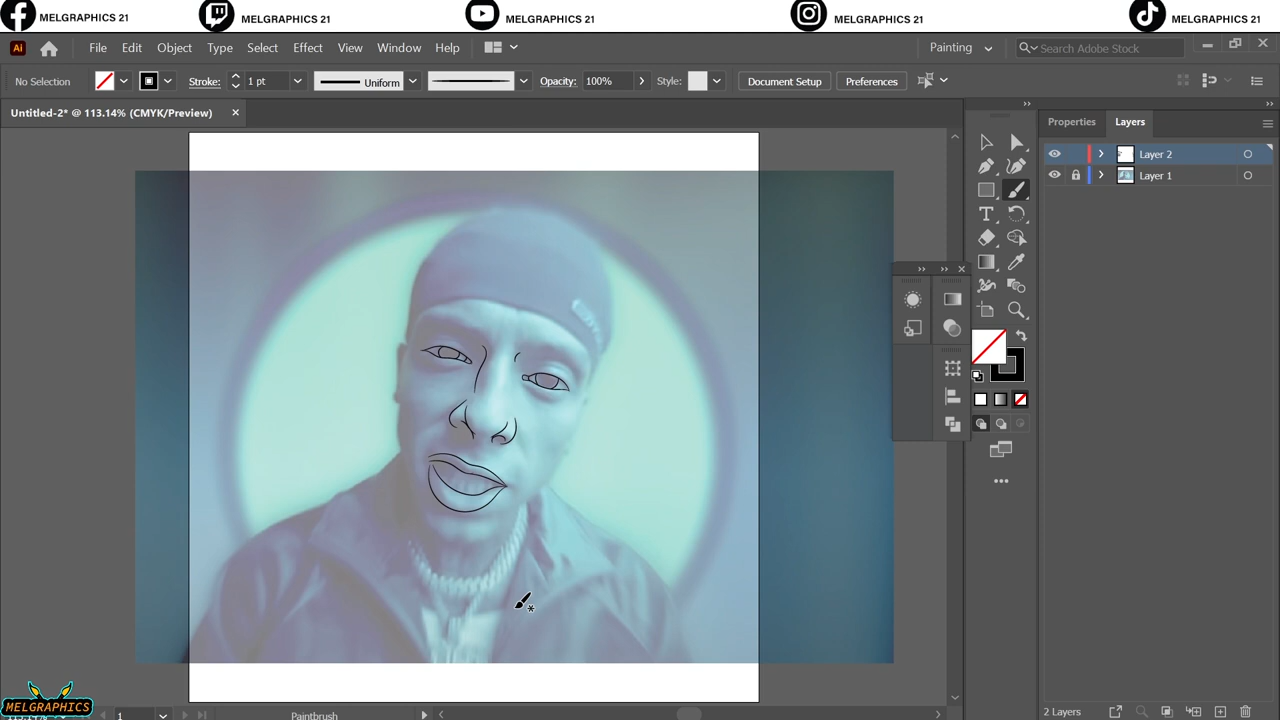 MELGRAPHICS 21 MELGRAPHICS 21 MELGRAPHICS 21 MELGRAPHICS 21 MELGRAPHICS 21
Ai File Edit Object Type Select Effect View Window Help Painting Search Adobe Stock
No Selection Stroke: 1 pt Uniform Opacity: 100% Style: Document Setup Preferences
Untitled-2* @ 113.14% (CMYK/Preview)
Properties Layers
Layer 2
Layer 1
MELGRAPHICS
1 Paintbrush 2 Layers